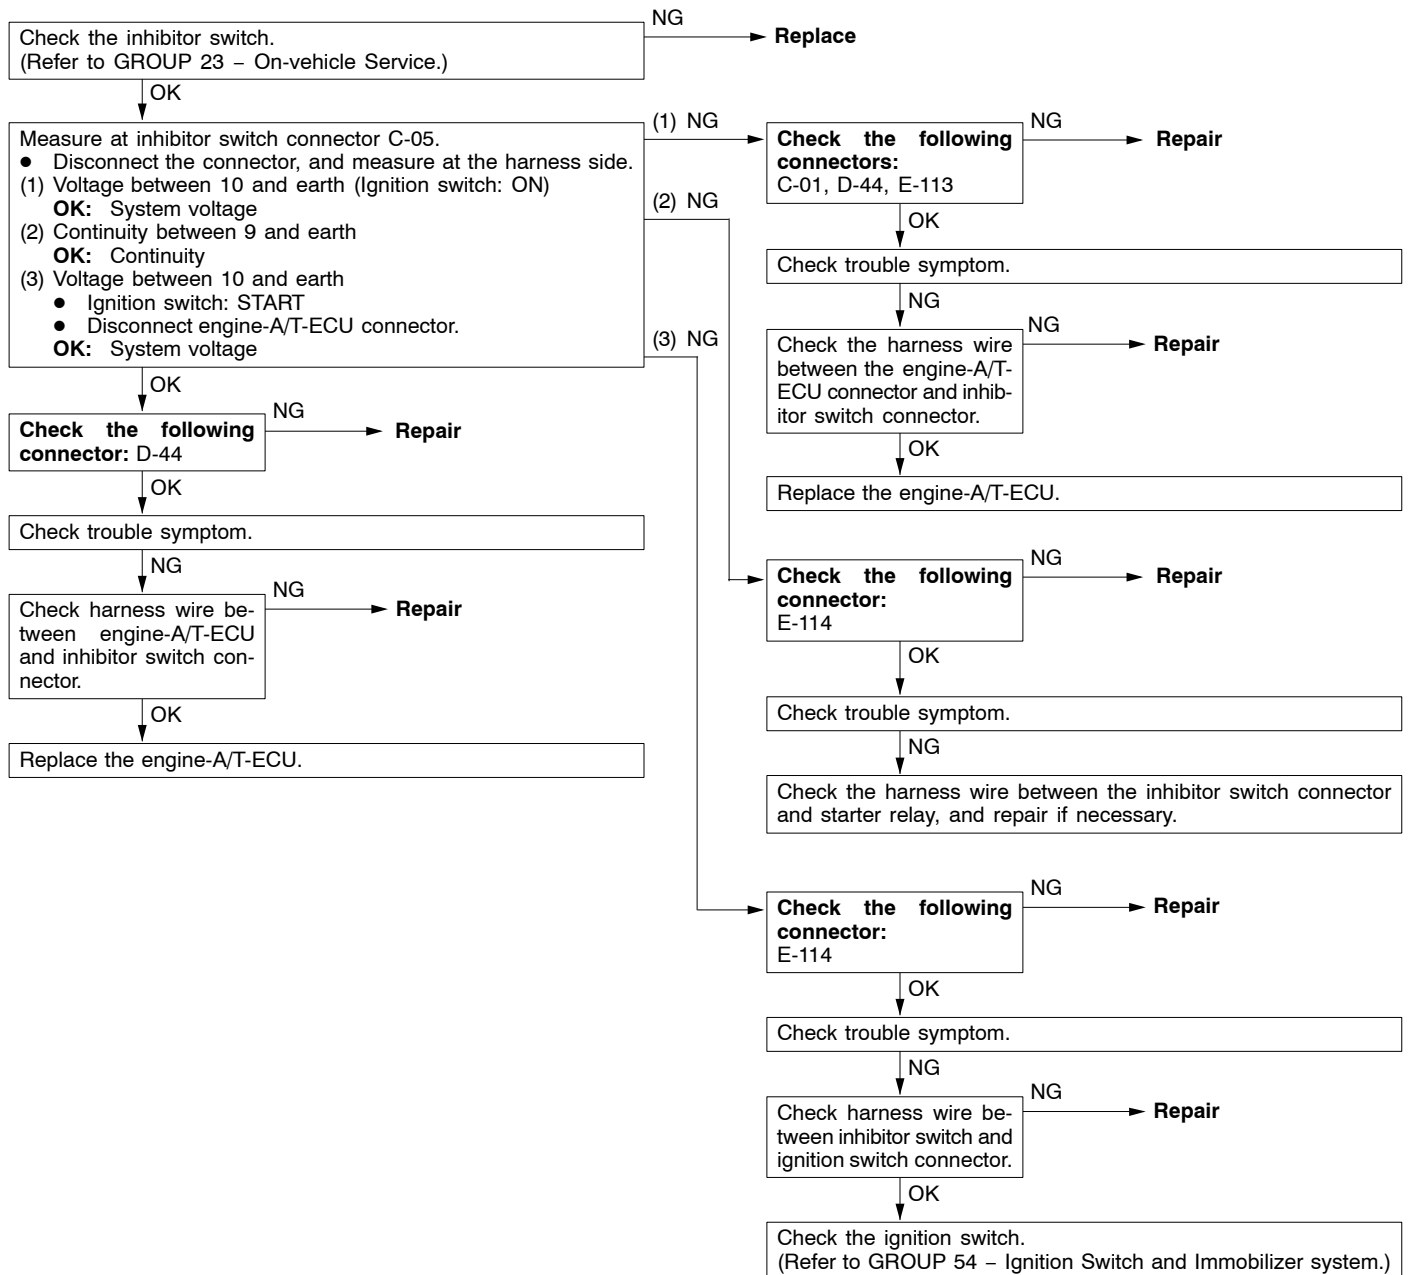 Check the inhibitor switch.
(Refer to GROUP 23 – On-vehicle Service.)
NG
Replace
OK
Measure at inhibitor switch connector C-05.
● Disconnect the connector, and measure at the harness side.
(1) Voltage between 10 and earth (Ignition switch: ON)
OK: System voltage
(2) Continuity between 9 and earth
OK: Continuity
(3) Voltage between 10 and earth
● Ignition switch: START
● Disconnect engine-A/T-ECU connector.
OK: System voltage
(1) NG
(2) NG
(3) NG
OK
Check the following
connector: D-44
NG
Repair
OK
Check trouble symptom.
NG
Check harness wire be-
tween engine-A/T-ECU
and inhibitor switch con-
nector.
NG
Repair
OK
Replace the engine-A/T-ECU.
Check the following
connectors:
C-01, D-44, E-113
NG
Repair
OK
Check trouble symptom.
NG
Check the harness wire
between the engine-A/T-
ECU connector and inhib-
itor switch connector.
NG
Repair
OK
Replace the engine-A/T-ECU.
Check the following
connector:
E-114
NG
Repair
OK
Check trouble symptom.
NG
Check the harness wire between the inhibitor switch connector
and starter relay, and repair if necessary.
Check the following
connector:
E-114
NG
Repair
OK
Check trouble symptom.
NG
Check harness wire be-
tween inhibitor switch and
ignition switch connector.
NG
Repair
OK
Check the ignition switch.
(Refer to GROUP 54 – Ignition Switch and Immobilizer system.)